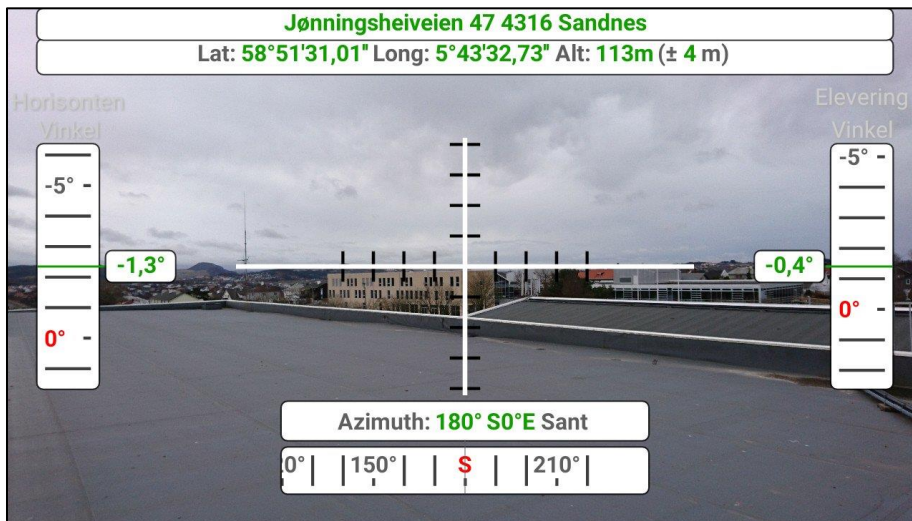 Jønningsheiveien 47 4316 Sandnes
Lat: 58°51'31,01" Long: 5°43'32,73" Alt: 113m (± 4 m)
Horisonten
Vinkel
Elevering
Vinkel
-5°
-5°
-1,3°
-0,4°
0°
0°
Azimuth: 180° S0°E Sant
0° 150° S 210°